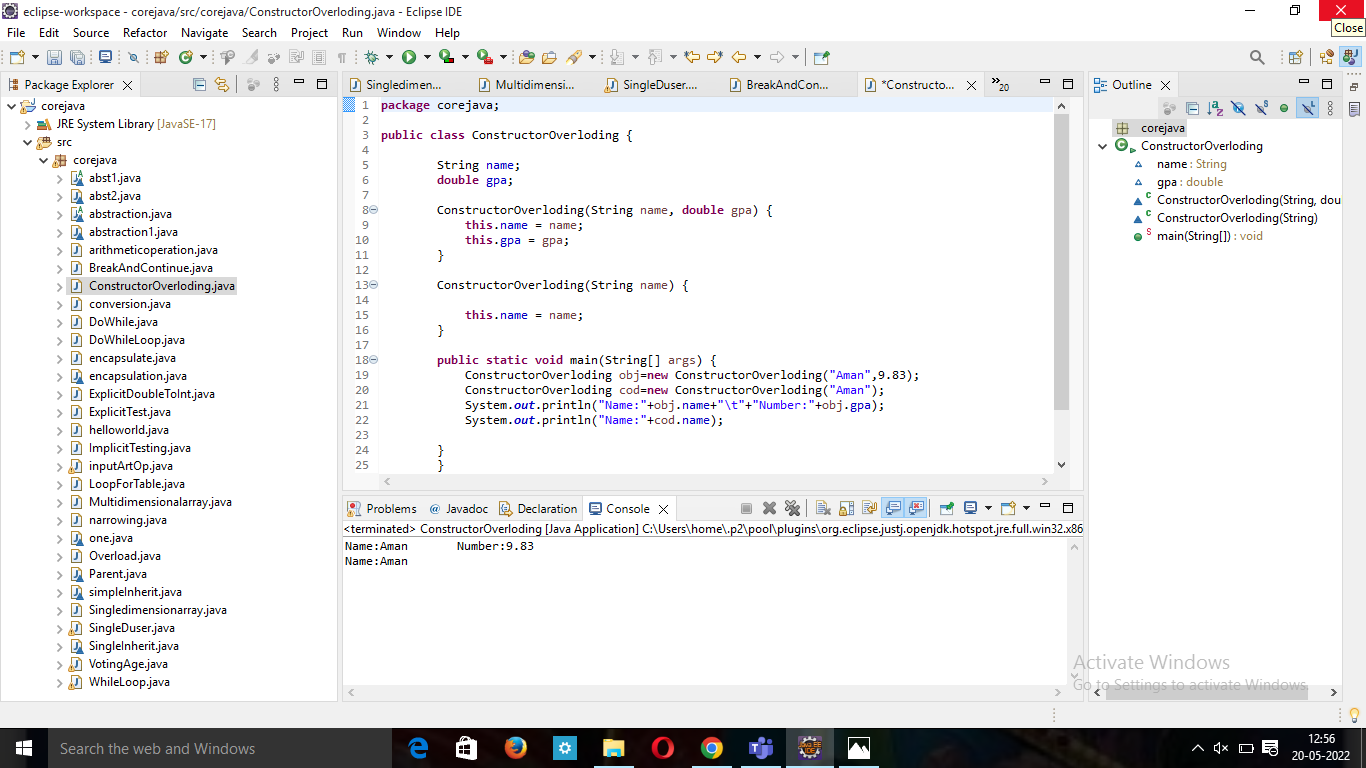 eclipse-workspace - corejava/src/corejava/ConstructorOverloding.java - Eclipse IDE
Close
File Edit Source Refactor Navigate Search Project Run Window Help
Package Explorer
corejava
JRE System Library [JavaSE-17]
src
corejava
abst1.java
abst2.java
abstraction.java
abstraction1.java
arithmeticoperation.java
BreakAndContinue.java
ConstructorOverloding.java
conversion.java
DoWhile.java
DoWhileLoop.java
encapsulate.java
encapsulation.java
ExplicitDoubleToInt.java
ExplicitTest.java
helloworld.java
ImplicitTesting.java
inputArtOp.java
LoopForTable.java
Multidimensionalarray.java
narrowing.java
one.java
Overload.java
Parent.java
simpleInherit.java
Singledimensionarray.java
SingleDuser.java
SingleInherit.java
VotingAge.java
WhileLoop.java
Singledimen... Multidimensi... SingleDuser.... BreakAndCon... *Constructo... »20
1 package corejava;
2
3 public class ConstructorOverloding {
4
5 String name;
6 double gpa;
7
8 ConstructorOverloding(String name, double gpa) {
9 this.name = name;
10 this.gpa = gpa;
11 }
12
13 ConstructorOverloding(String name) {
14
15 this.name = name;
16 }
17
18 public static void main(String[] args) {
19 ConstructorOverloding obj=new ConstructorOverloding("Aman",9.83);
20 ConstructorOverloding cod=new ConstructorOverloding("Aman");
21 System.out.println("Name:"+obj.name+"\t"+"Number:"+obj.gpa);
22 System.out.println("Name:"+cod.name);
23
24 }
25 }
Problems @ Javadoc Declaration Console
<terminated> ConstructorOverloding [Java Application] C:\Users\home\.p2\pool\plugins\org.eclipse.justj.openjdk.hotspot.jre.full.win32.x86
Name:Aman Number:9.83
Name:Aman
Outline
corejava
ConstructorOverloding
name : String
gpa : double
ConstructorOverloding(String, dou
ConstructorOverloding(String)
main(String[]) : void
Activate Windows
Go to Settings to activate Windows.
Search the web and Windows
12:56
20-05-2022